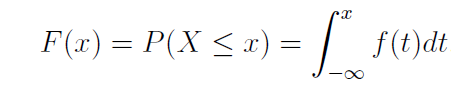 F(x) = P(X ≤ x) = ∫_{-∞}^{x} f(t)dt